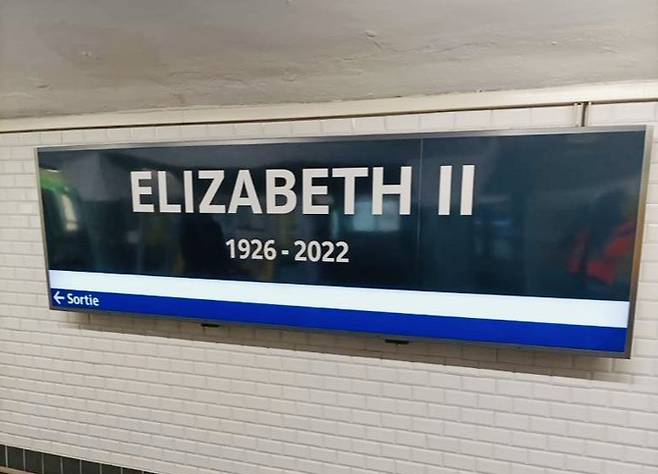 ELIZABETH II
1926 - 2022
← Sortie